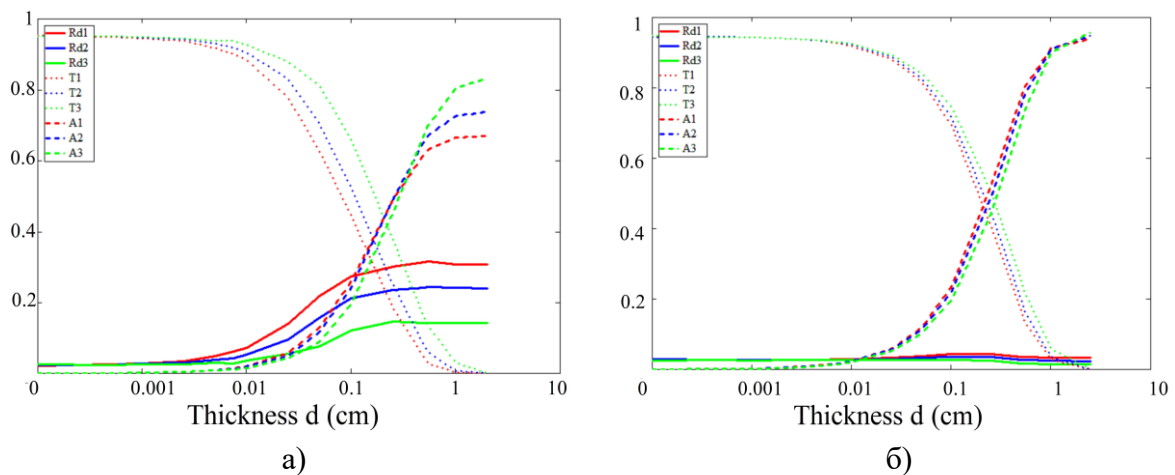 1
0.8
0.6
0.4
0.2
0
0.001
0.01
0.1
1
10
Rd1
Rd2
Rd3
T1
T2
T3
A1
A2
A3
Thickness d (cm)
а)
1
0.8
0.6
0.4
0.2
0
0.001
0.01
0.1
1
10
Rd1
Rd2
Rd3
T1
T2
T3
A1
A2
A3
Thickness d (cm)
б)